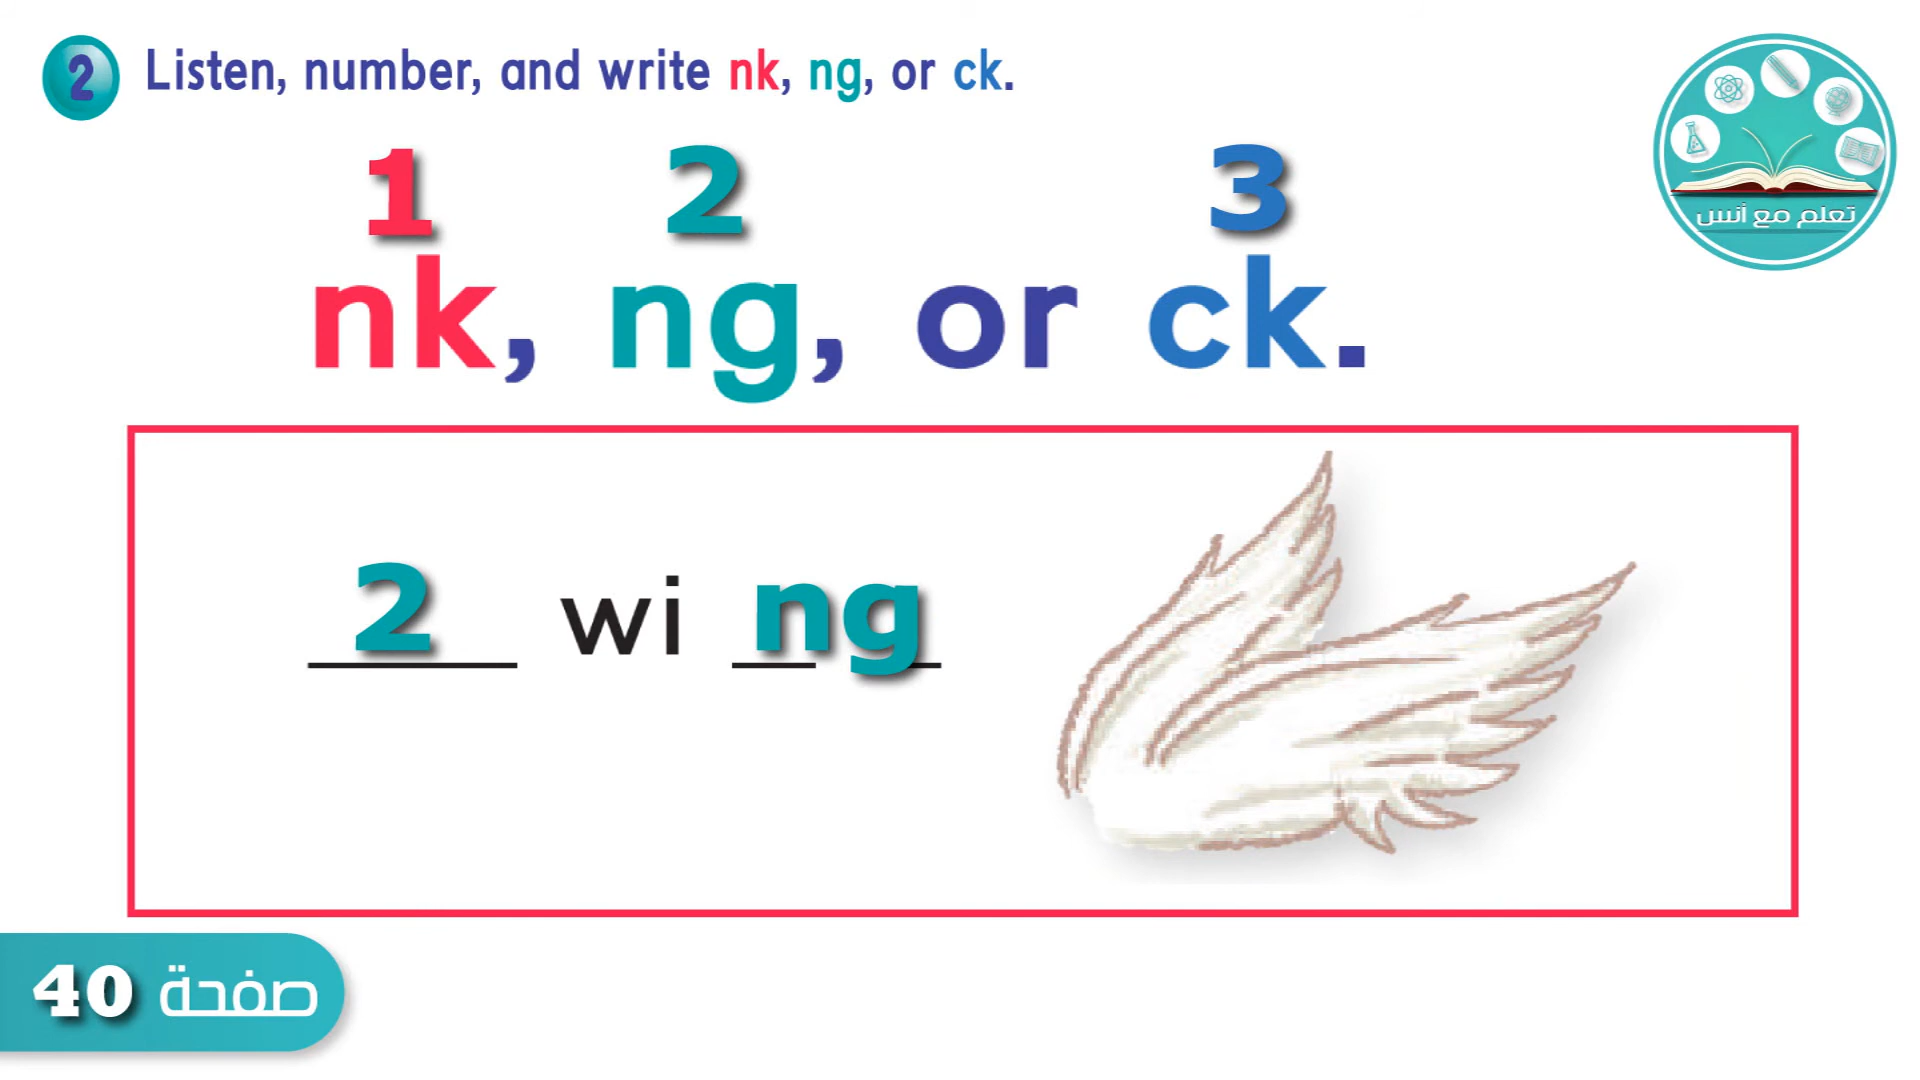 2 Listen, number, and write nk, ng, or ck.
تعلم مع أنس
1 2 3
nk, ng, or ck.
2 wi ng
صفحة 40